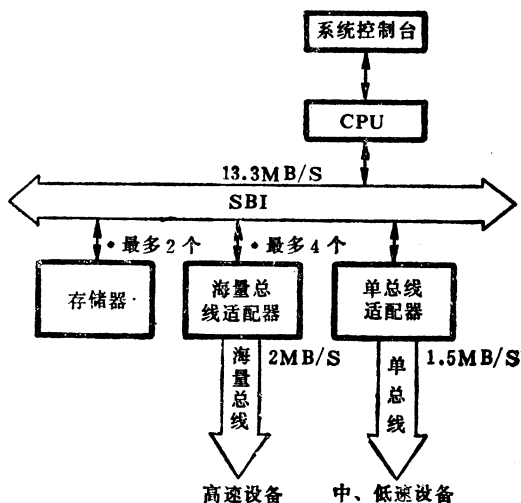 系统控制台
CPU
13.3MB/S
SBI
•最多2个
•最多4个
存储器
海量总
线适配器
单总线
适配器
海量总线
2MB/S
单总线
1.5MB/S
高速设备
中、低速设备